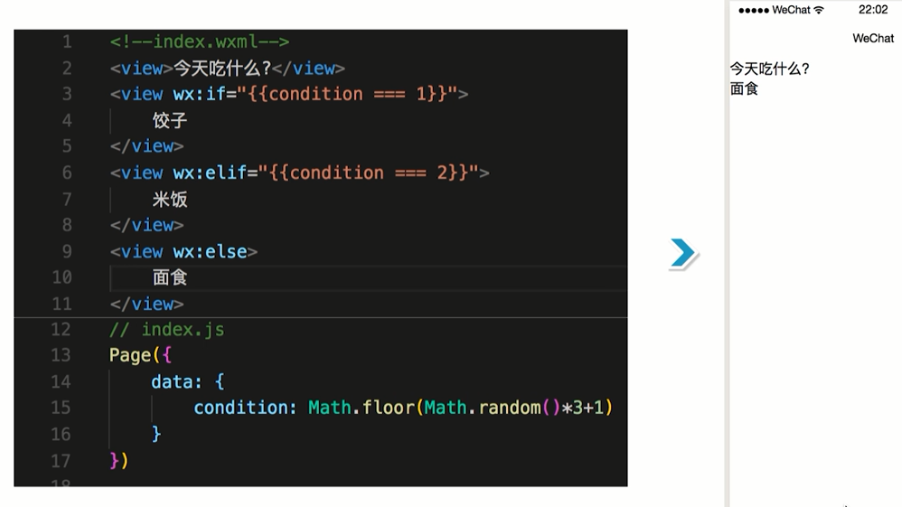 1 <!--index.wxml-->
2 <view>今天吃什么?</view>
3 <view wx:if="{{condition === 1}}">
4 饺子
5 </view>
6 <view wx:elif="{{condition === 2}}">
7 米饭
8 </view>
9 <view wx:else>
10 面食
11 </view>
12 // index.js
13 Page({
14 data: {
15 condition: Math.floor(Math.random()*3+1)
16 }
17 })
18
WeChat 22:02
WeChat
今天吃什么?
面食